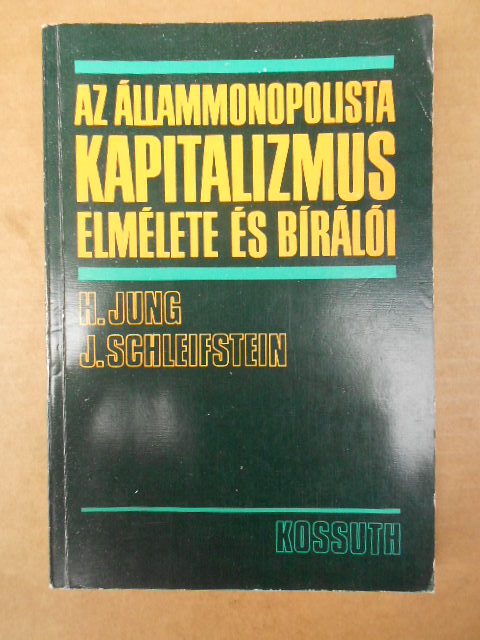 AZ ÁLLAMMONOPOLISTA
KAPITALIZMUS
ELMÉLETE ÉS BÍRÁLÓI
H. JUNG
J. SCHLEIFSTEIN
KOSSUTH